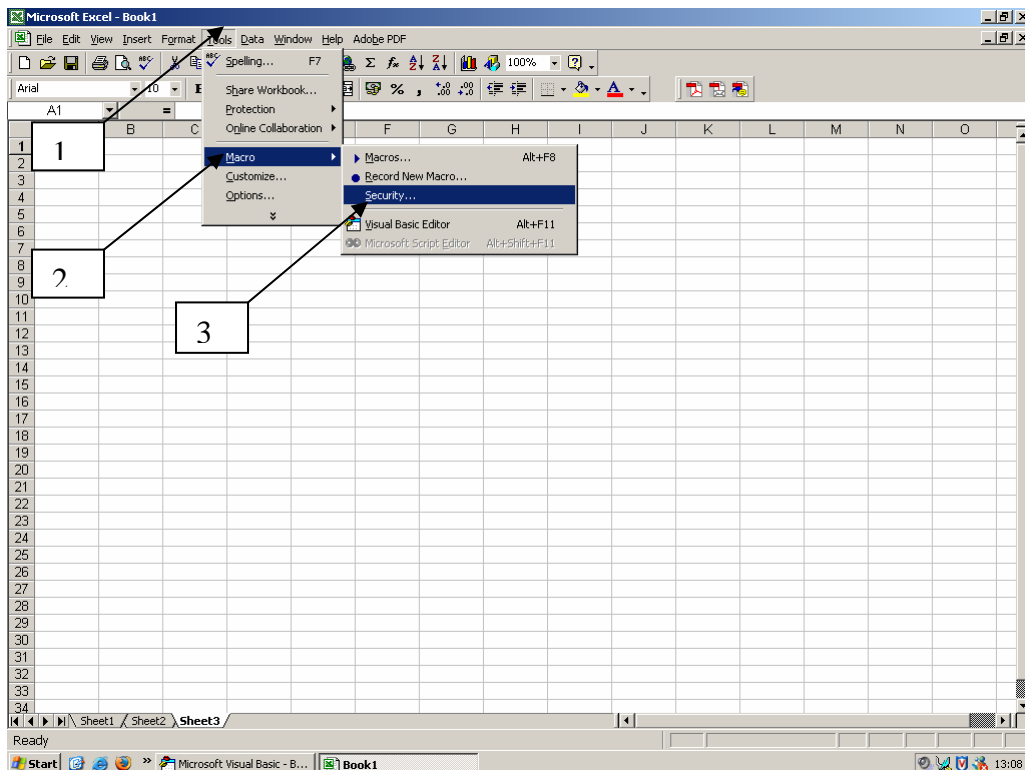 Microsoft Excel - Book1
File Edit View Insert Format Tools Data Window Help Adobe PDF
100%
Arial 10
A1 =
Spelling... F7
Share Workbook...
Protection
Online Collaboration
Macro
Customize...
Options...
Macros... Alt+F8
Record New Macro...
Security...
Visual Basic Editor Alt+F11
Microsoft Script Editor Alt+Shift+F11
B C F G H I J K L M N O
1
2
3
4
5
6
7
8
9
10
11
12
13
14
15
16
17
18
19
20
21
22
23
24
25
26
27
28
29
30
31
32
33
34
1
2
3
Sheet1 Sheet2 Sheet3
Ready
Start Microsoft Visual Basic - B... Book1 13:08